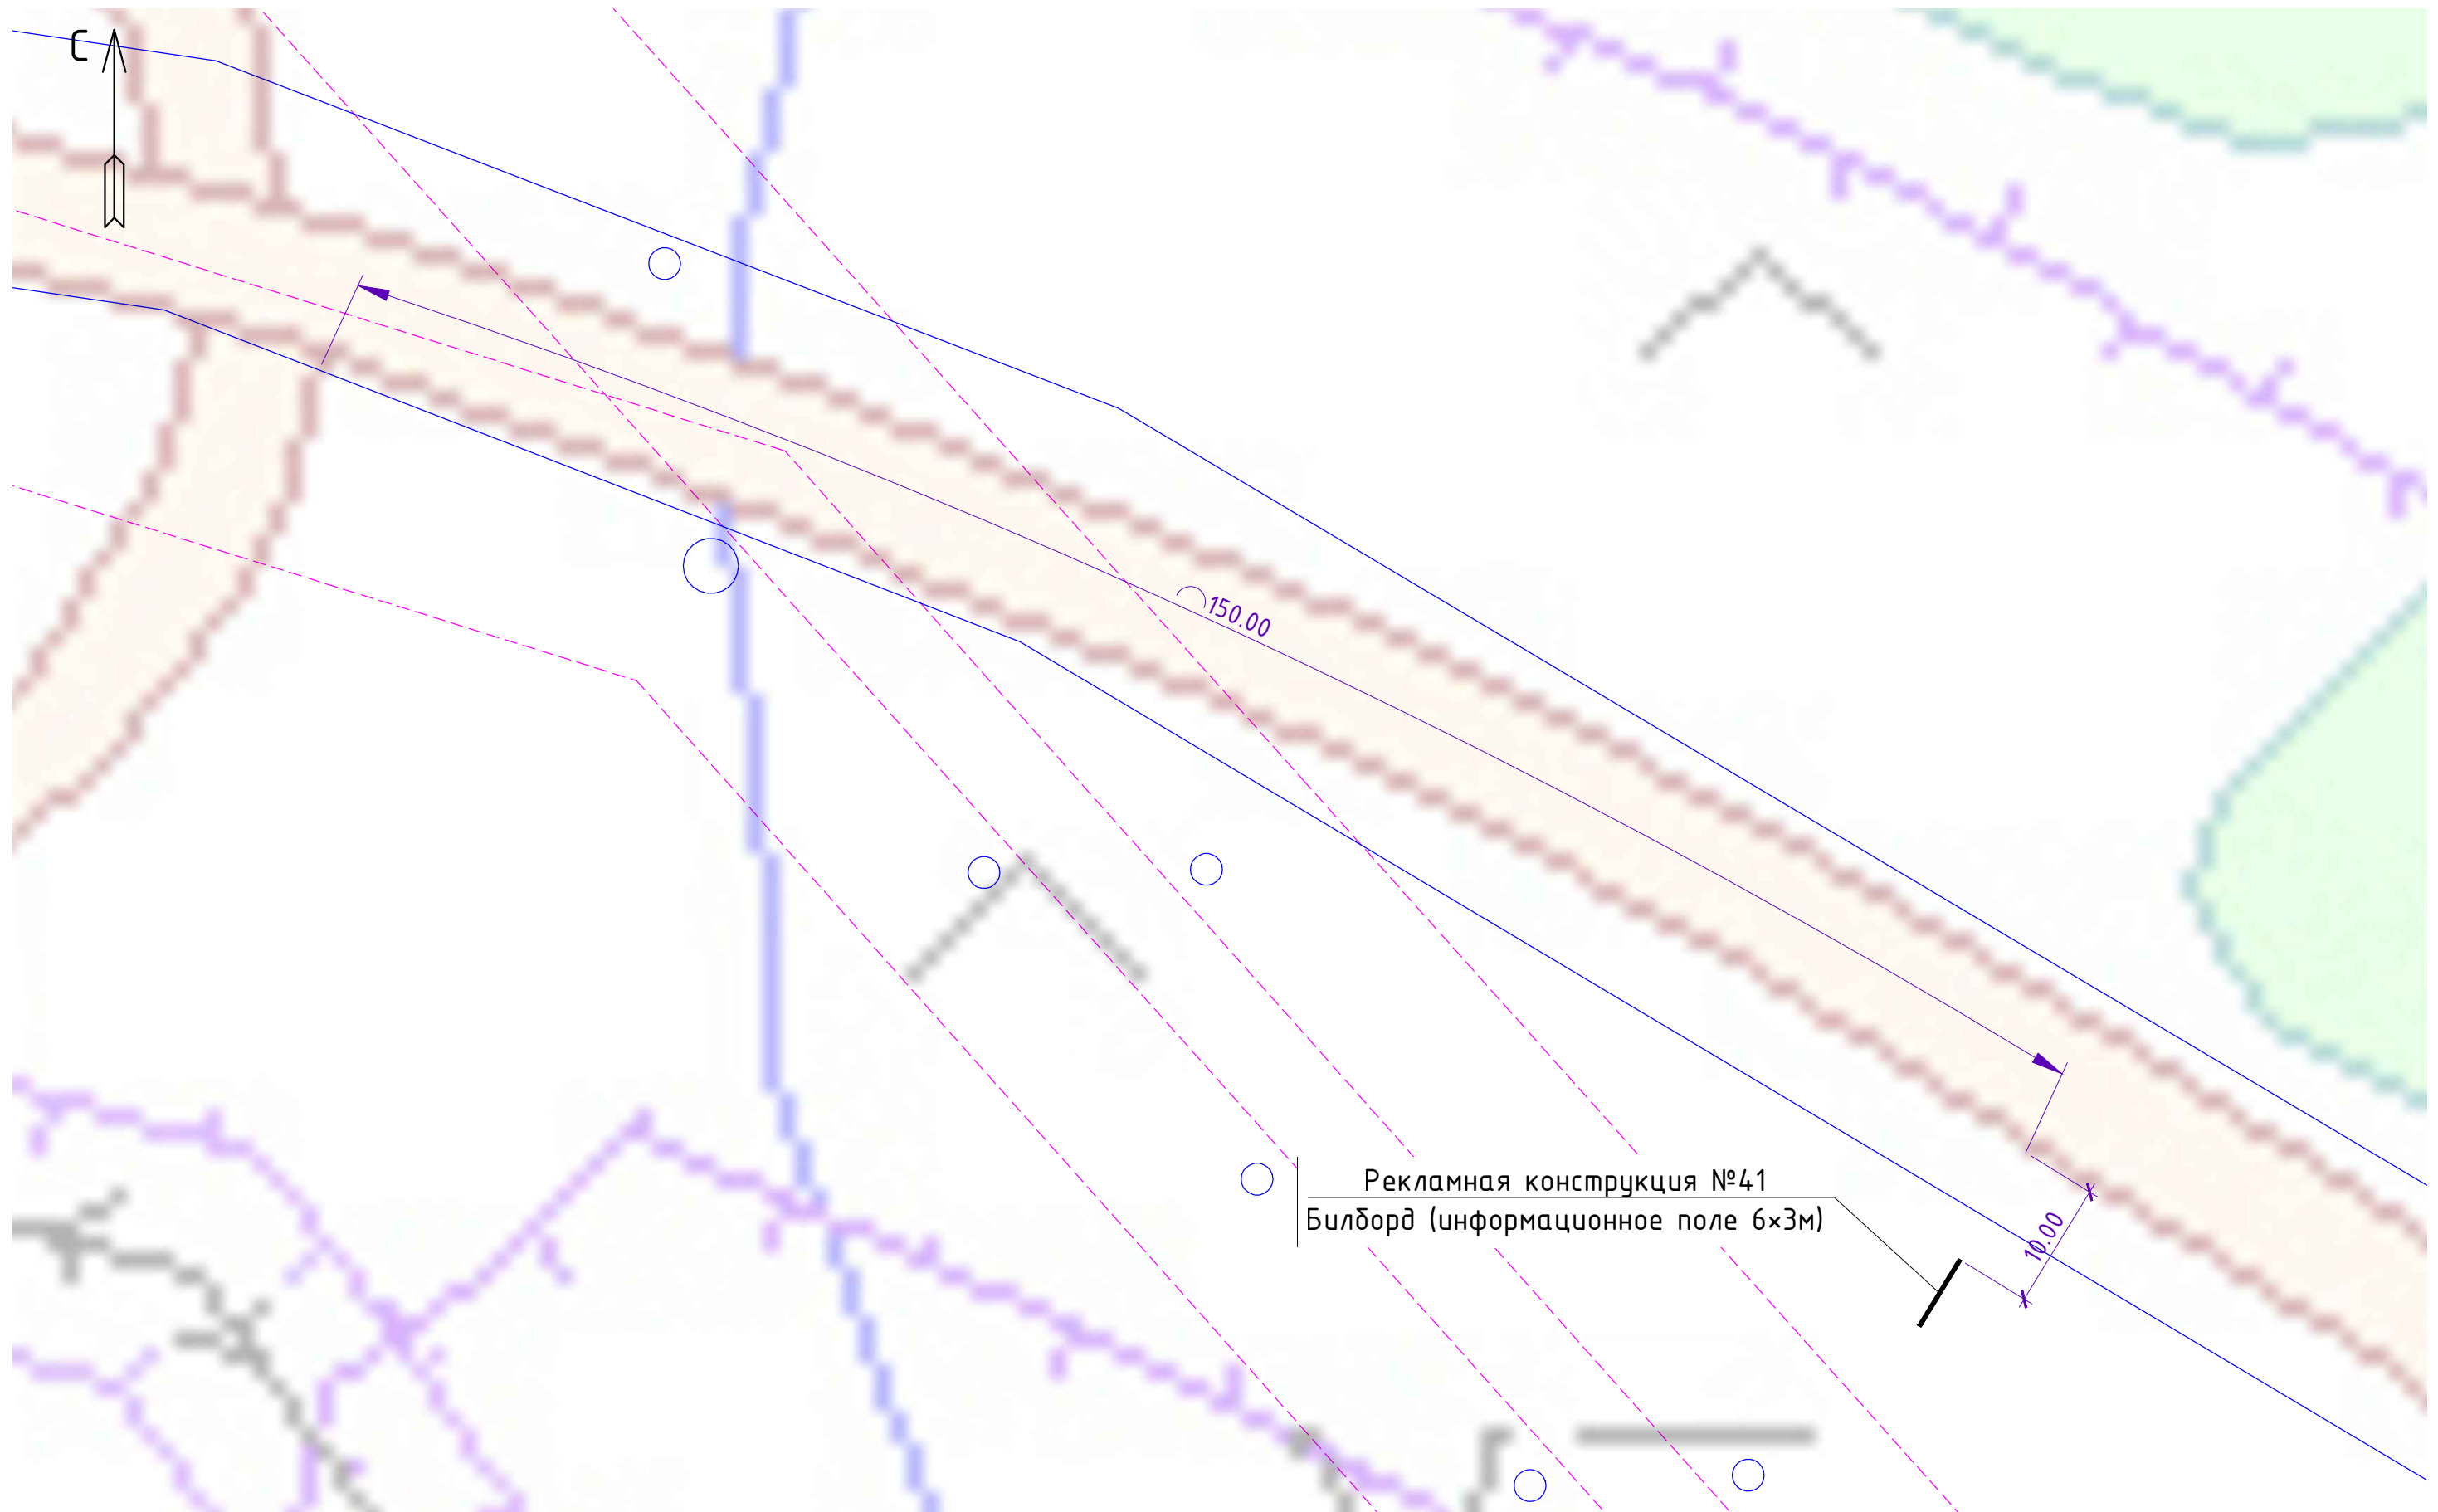 С
150.00
Рекламная конструкция №41
Билборд (информационное поле 6×3м)
10.00